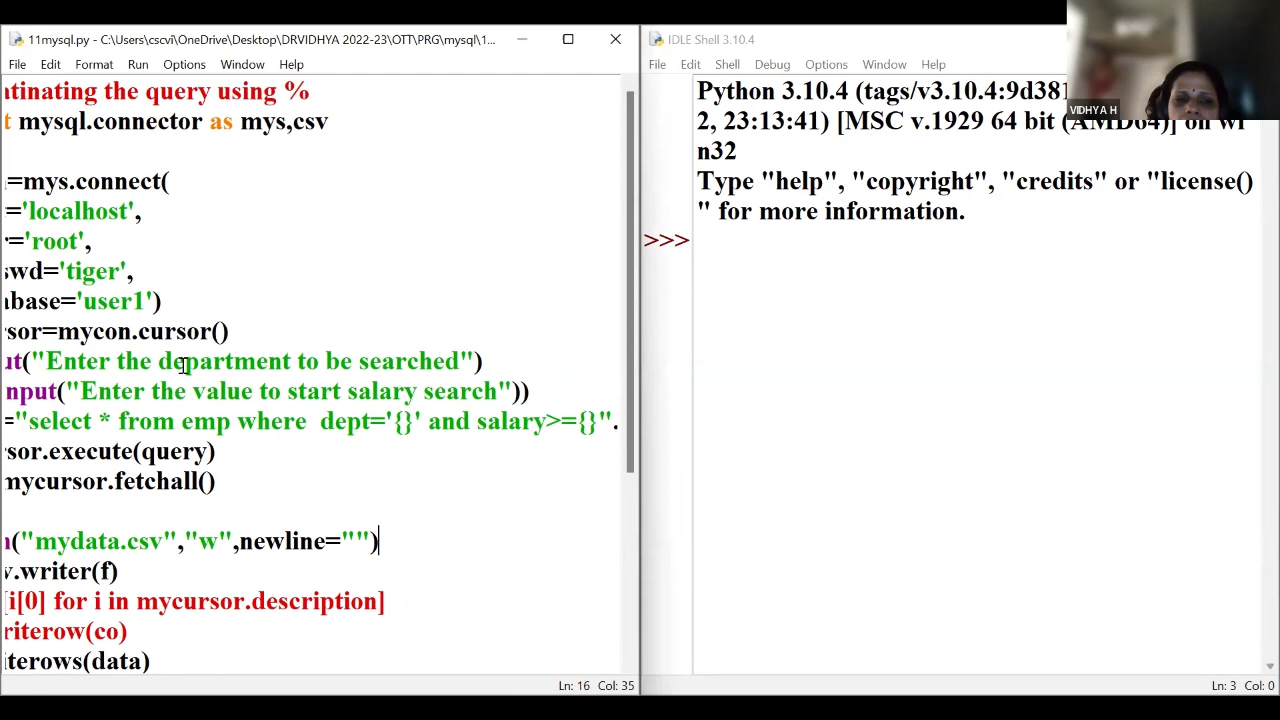 11mysql.py - C:\Users\cscvi\OneDrive\Desktop\DRVIDHYA 2022-23\OTT\PRG\mysql\1...
File Edit Format Run Options Window Help
atinating the query using %
t mysql.connector as mys,csv
=mys.connect(
='localhost',
='root',
swd='tiger',
abase='user1')
sor=mycon.cursor()
ut("Enter the department to be searched")
nput("Enter the value to start salary search"))
="select * from emp where  dept='{}' and salary>={}".
sor.execute(query)
mycursor.fetchall()
n("mydata.csv","w",newline="")
v.writer(f)
[i[0] for i in mycursor.description]
riterow(co)
iterows(data)
Ln: 16 Col: 35
IDLE Shell 3.10.4
File Edit Shell Debug Options Window Help
Python 3.10.4 (tags/v3.10.4:9d381
2, 23:13:41) [MSC v.1929 64 bit (AMD64)] on wi
n32
Type "help", "copyright", "credits" or "license()
" for more information.
>>>
Ln: 3 Col: 0
VIDHYA H